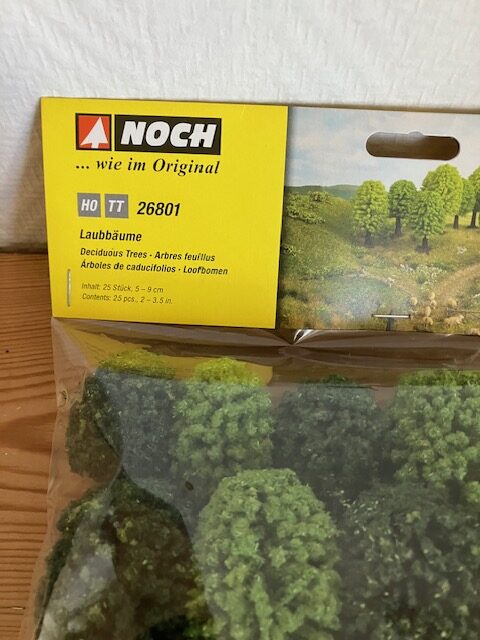 NOCH
... wie im Original
HO TT 26801
Laubbäume
Deciduous Trees · Arbres feuillus
Árboles de caducifolios · Loofbomen
Inhalt: 25 Stück, 5 – 9 cm
Contents: 25 pcs., 2 – 3.5 in.